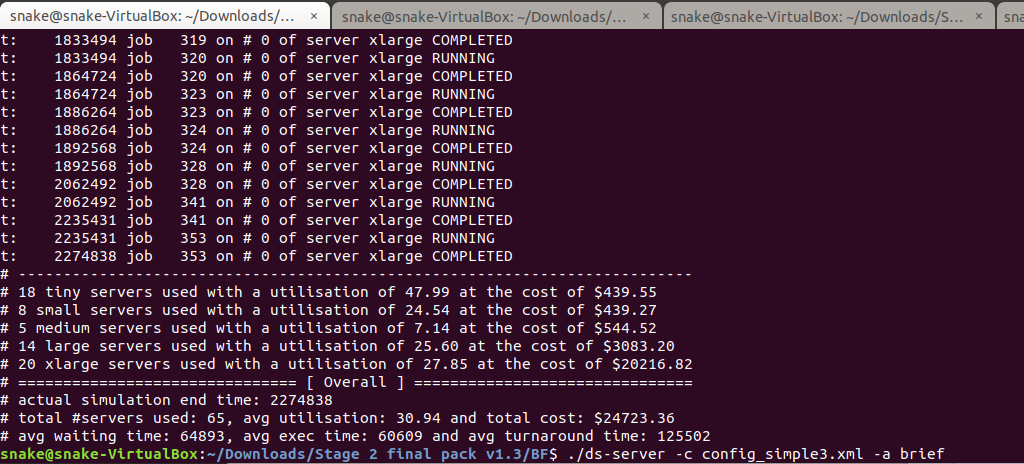 snake@snake-VirtualBox: ~/Downloads/... × snake@snake-VirtualBox: ~/Downloads/... × snake@snake-VirtualBox: ~/Downloads/S... × sna
t:    1833494 job   319 on # 0 of server xlarge COMPLETED
t:    1833494 job   320 on # 0 of server xlarge RUNNING
t:    1864724 job   320 on # 0 of server xlarge COMPLETED
t:    1864724 job   323 on # 0 of server xlarge RUNNING
t:    1886264 job   323 on # 0 of server xlarge COMPLETED
t:    1886264 job   324 on # 0 of server xlarge RUNNING
t:    1892568 job   324 on # 0 of server xlarge COMPLETED
t:    1892568 job   328 on # 0 of server xlarge RUNNING
t:    2062492 job   328 on # 0 of server xlarge COMPLETED
t:    2062492 job   341 on # 0 of server xlarge RUNNING
t:    2235431 job   341 on # 0 of server xlarge COMPLETED
t:    2235431 job   353 on # 0 of server xlarge RUNNING
t:    2274838 job   353 on # 0 of server xlarge COMPLETED
# ---------------------------------------------------------------------------
# 18 tiny servers used with a utilisation of 47.99 at the cost of $439.55
# 8 small servers used with a utilisation of 24.54 at the cost of $439.27
# 5 medium servers used with a utilisation of 7.14 at the cost of $544.52
# 14 large servers used with a utilisation of 25.60 at the cost of $3083.20
# 20 xlarge servers used with a utilisation of 27.85 at the cost of $20216.82
# =============================== [ Overall ] ===============================
# actual simulation end time: 2274838
# total #servers used: 65, avg utilisation: 30.94 and total cost: $24723.36
# avg waiting time: 64893, avg exec time: 60609 and avg turnaround time: 125502
snake@snake-VirtualBox:~/Downloads/Stage 2 final pack v1.3/BF$ ./ds-server -c config_simple3.xml -a brief